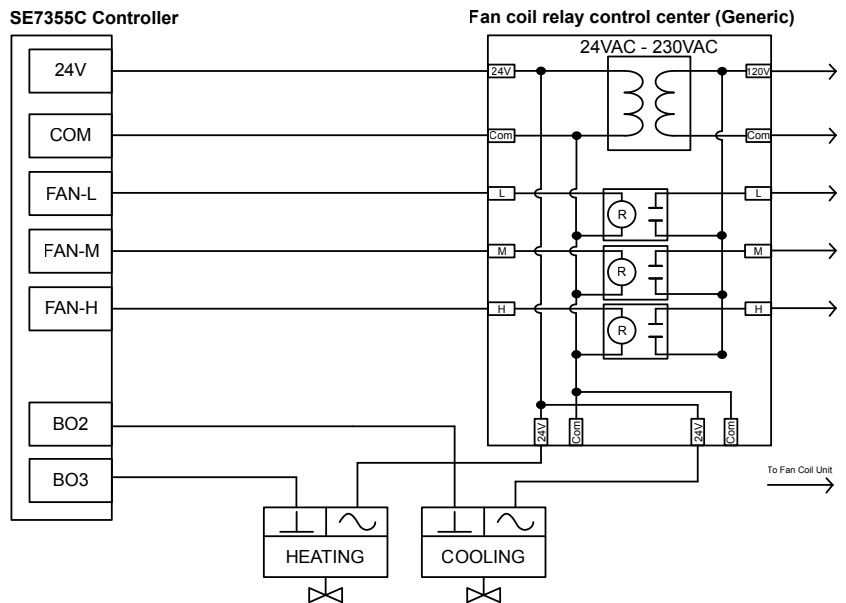 SE7355C Controller
Fan coil relay control center (Generic)
24VAC - 230VAC
24V
24V
120V
COM
Com
Com
FAN-L
L
R
L
FAN-M
M
R
M
FAN-H
H
R
H
BO2
24V
Com
24V
Com
BO3
To Fan Coil Unit
HEATING
COOLING